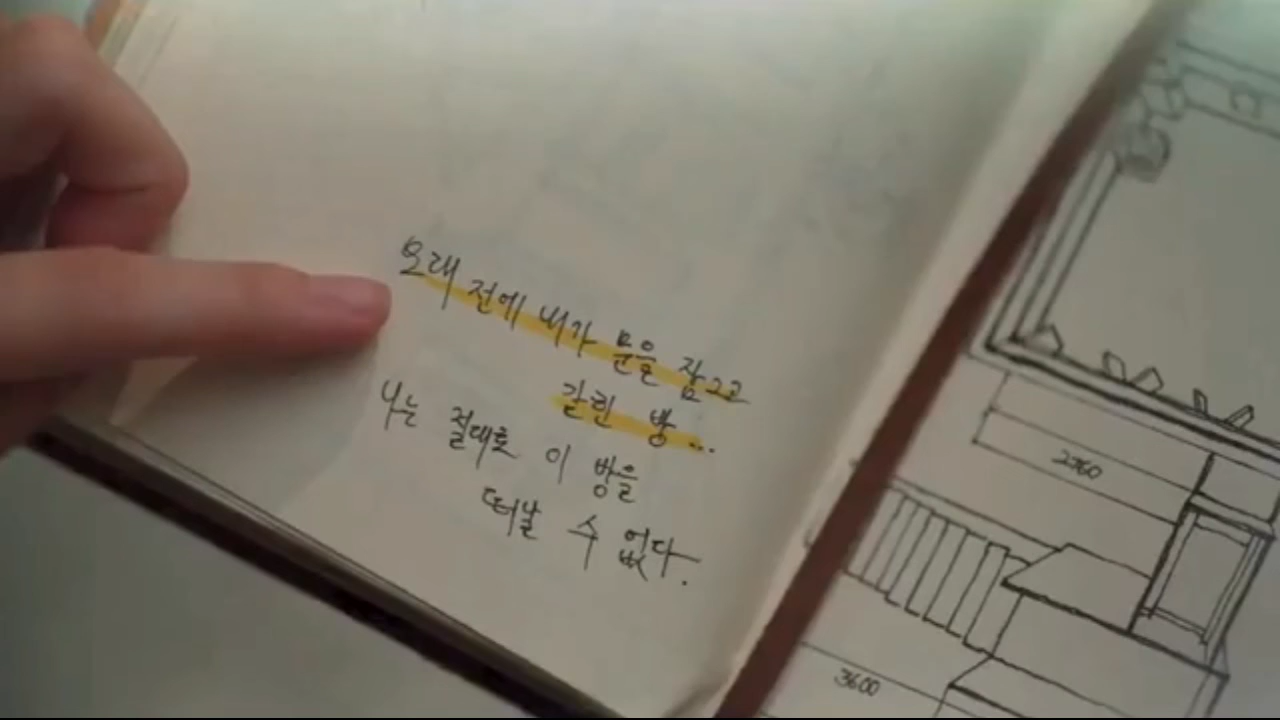 오래 전에 내가 문을 잠그고
갇힌 방...
나는 절대로 이 방을
떠날 수 없다.
2760
3600